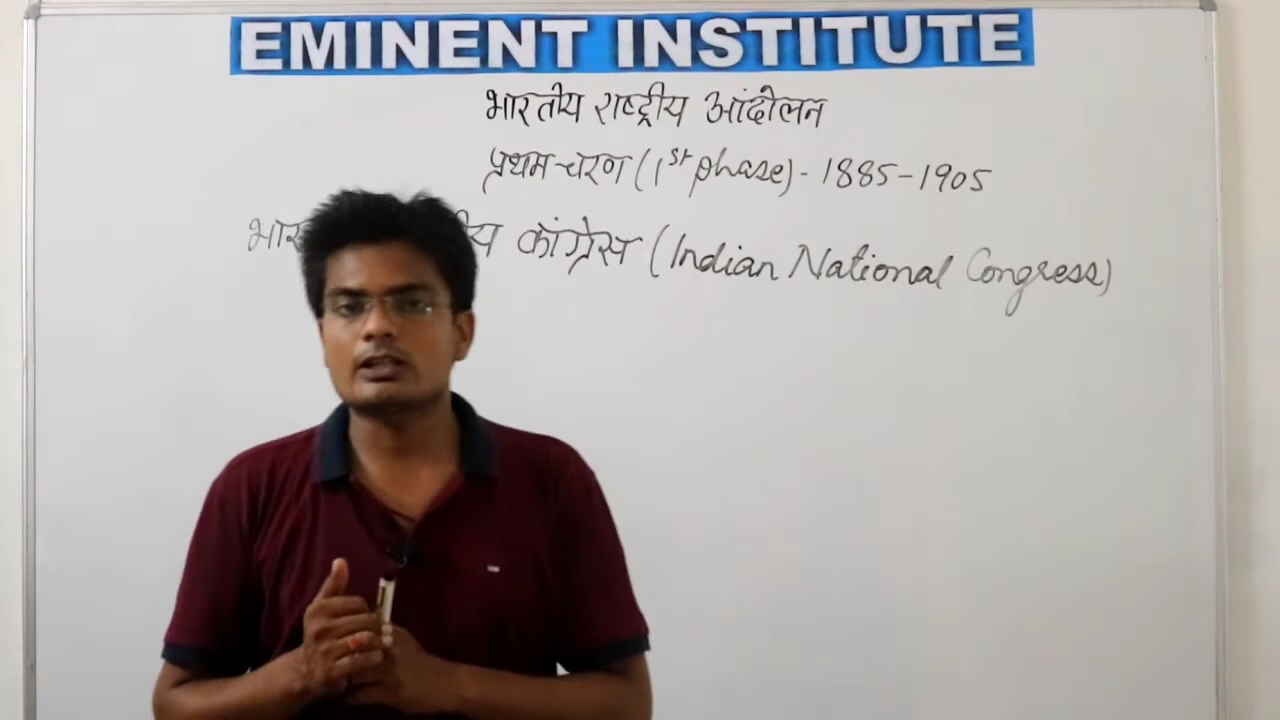 EMINENT INSTITUTE
भारतीय राष्ट्रीय आंदोलन
प्रथम-चरण (1st phase) - 1885-1905
कांग्रेस (Indian National Congress)